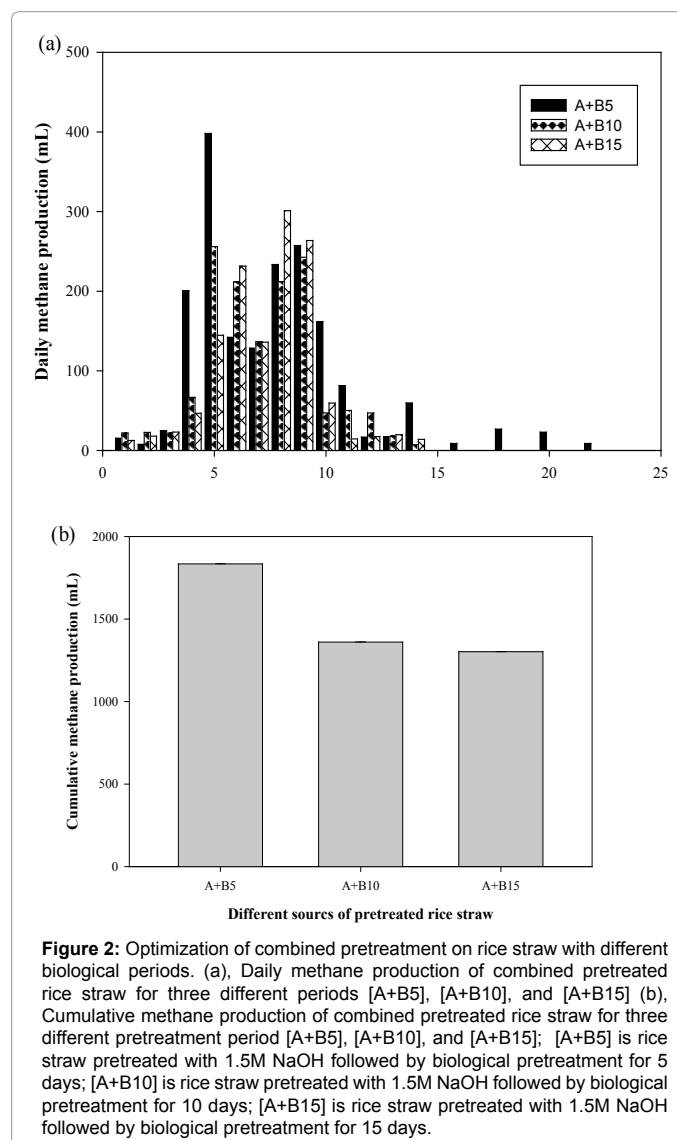 (a)
500
400
300
200
100
0
Daily methane production (mL)
A+B5
A+B10
A+B15
0 5 10 15 20 25
(b)
2000
1500
1000
500
0
Cumulative methane production (mL)
A+B5 A+B10 A+B15
Different sourcs of pretreated rice straw
Figure 2: Optimization of combined pretreatment on rice straw with different
biological periods. (a), Daily methane production of combined pretreated
rice straw for three different periods [A+B5], [A+B10], and [A+B15] (b),
Cumulative methane production of combined pretreated rice straw for three
different pretreatment period [A+B5], [A+B10], and [A+B15]; [A+B5] is rice
straw pretreated with 1.5M NaOH followed by biological pretreatment for 5
days; [A+B10] is rice straw pretreated with 1.5M NaOH followed by biological
pretreatment for 10 days; [A+B15] is rice straw pretreated with 1.5M NaOH
followed by biological pretreatment for 15 days.